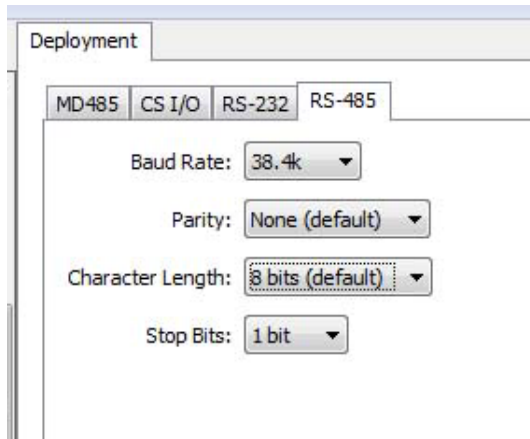 Deployment
MD485 CS I/O RS-232 RS-485
Baud Rate: 38.4k
Parity: None (default)
Character Length: 8 bits (default)
Stop Bits: 1 bit